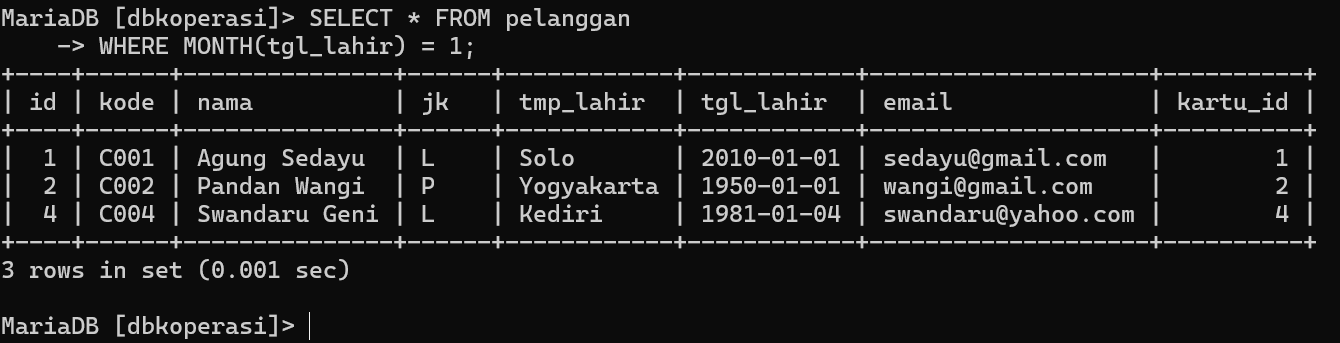 MariaDB [dbkoperasi]> SELECT * FROM pelanggan
    -> WHERE MONTH(tgl_lahir) = 1;
+----+------+---------------+------+------------+------------+--------------------+----------+
| id | kode | nama          | jk   | tmp_lahir  | tgl_lahir  | email              | kartu_id |
+----+------+---------------+------+------------+------------+--------------------+----------+
|  1 | C001 | Agung Sedayu  | L    | Solo       | 2010-01-01 | sedayu@gmail.com   |        1 |
|  2 | C002 | Pandan Wangi  | P    | Yogyakarta | 1950-01-01 | wangi@gmail.com    |        2 |
|  4 | C004 | Swandaru Geni | L    | Kediri     | 1981-01-04 | swandaru@yahoo.com |        4 |
+----+------+---------------+------+------------+------------+--------------------+----------+
3 rows in set (0.001 sec)

MariaDB [dbkoperasi]>